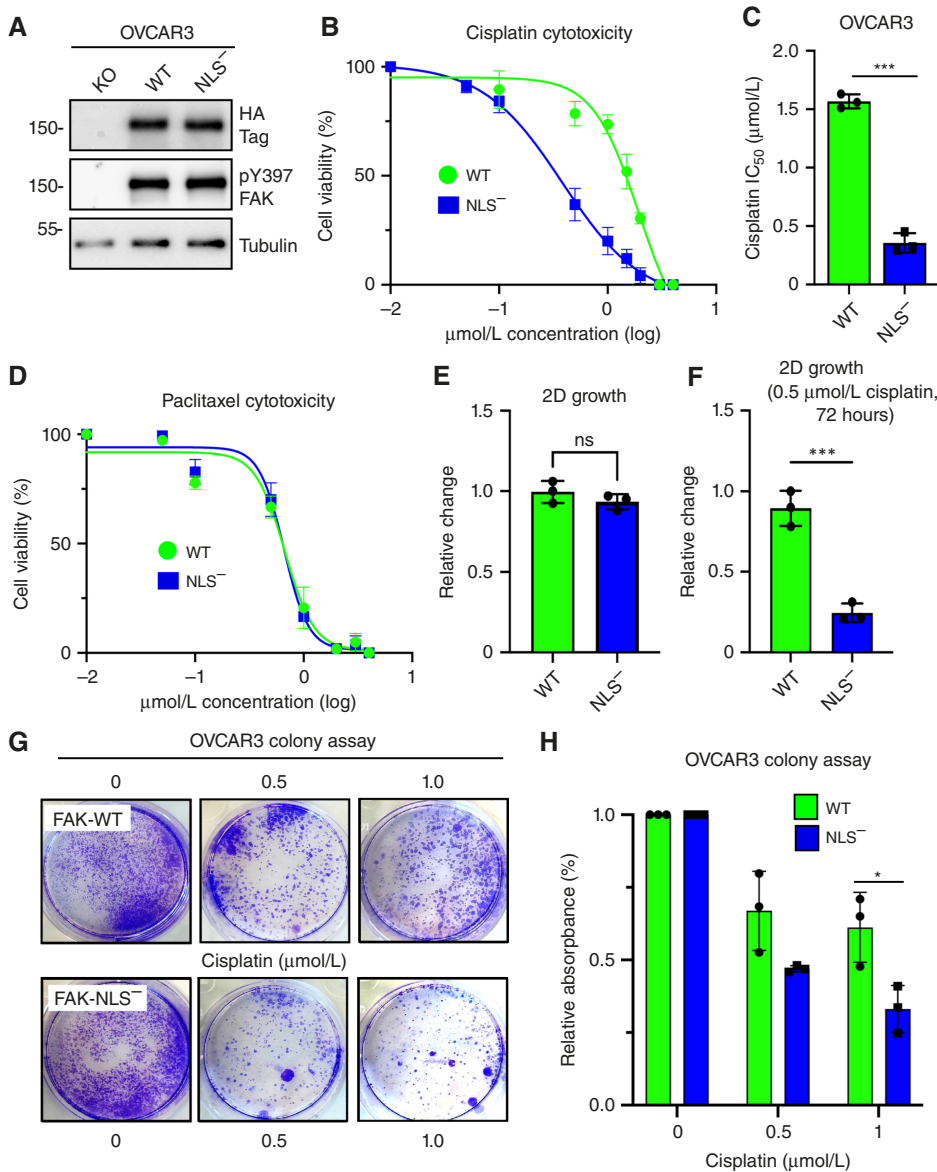 A
OVCAR3
KO
WT
NLS⁻
150-
HA
Tag
150-
pY397
FAK
55-
Tubulin
B
Cisplatin cytotoxicity
Cell viability (%)
100
50
0
WT
NLS⁻
−2
−1
0
1
μmol/L concentration (log)
C
OVCAR3
Cisplatin IC₅₀ (μmol/L)
2.0
1.5
1.0
0.5
0
***
WT
NLS⁻
D
Paclitaxel cytotoxicity
Cell viability (%)
100
50
0
WT
NLS⁻
−2
−1
0
1
μmol/L concentration (log)
E
2D growth
Relative change
1.5
1.0
0.5
0
ns
WT
NLS⁻
F
2D growth
(0.5 μmol/L cisplatin,
72 hours)
Relative change
1.5
1.0
0.5
0
***
WT
NLS⁻
G
OVCAR3 colony assay
0
0.5
1.0
FAK-WT
Cisplatin (μmol/L)
FAK-NLS⁻
0
0.5
1.0
H
OVCAR3 colony assay
Relative absorpbance (%)
1.0
0.5
0.0
WT
NLS⁻
*
0
0.5
1
Cisplatin (μmol/L)